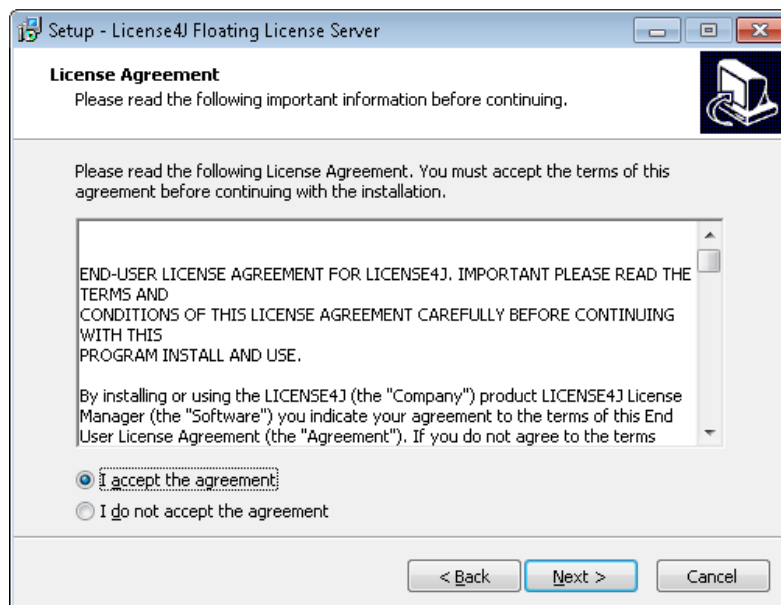 Setup - License4J Floating License Server
License Agreement
Please read the following important information before continuing.
Please read the following License Agreement. You must accept the terms of this
agreement before continuing with the installation.
END-USER LICENSE AGREEMENT FOR LICENSE4J. IMPORTANT PLEASE READ THE
TERMS AND
CONDITIONS OF THIS LICENSE AGREEMENT CAREFULLY BEFORE CONTINUING
WITH THIS
PROGRAM INSTALL AND USE.
By installing or using the LICENSE4J (the "Company") product LICENSE4J License
Manager (the "Software") you indicate your agreement to the terms of this End
User License Agreement (the "Agreement"). If you do not agree to the terms
I accept the agreement
I do not accept the agreement
< Back Next > Cancel